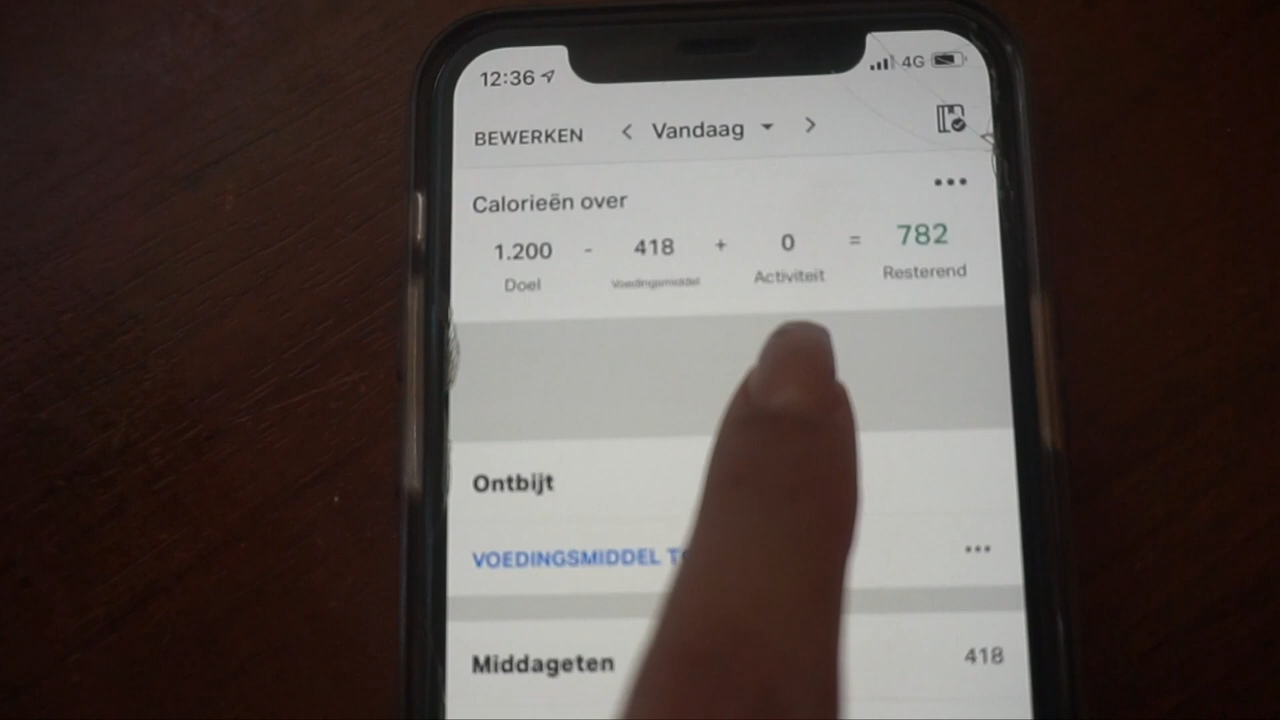 12:36 4G
BEWERKEN < Vandaag >
Calorieën over
1.200 - 418 + 0 = 782
Doel Voedingsmiddel Activiteit Resterend
Ontbijt
VOEDINGSMIDDEL
Middageten 418